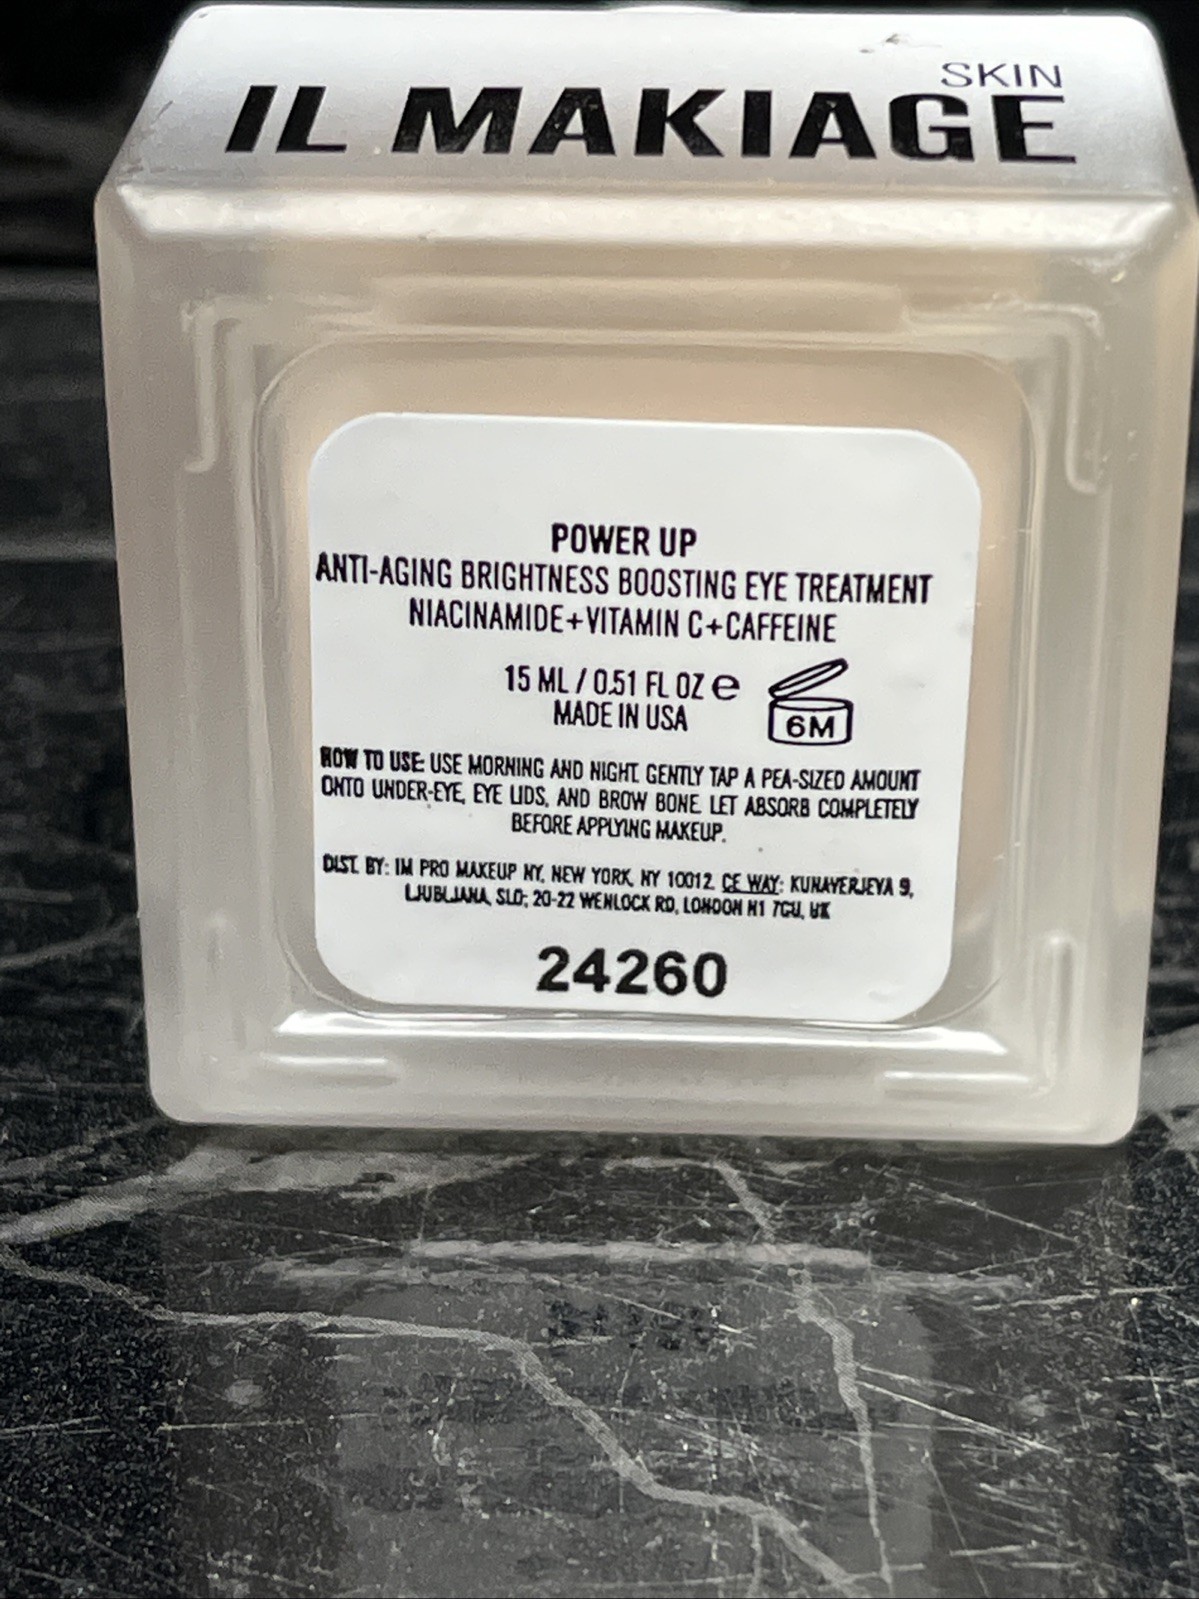 SKIN
IL MAKIAGE
POWER UP
ANTI-AGING BRIGHTNESS BOOSTING EYE TREATMENT
NIACINAMIDE+VITAMIN C+CAFFEINE
15 ML / 0.51 FL OZ e
6M
MADE IN USA
HOW TO USE: USE MORNING AND NIGHT. GENTLY TAP A PEA-SIZED AMOUNT
ONTO UNDER-EYE, EYE LIDS, AND BROW BONE. LET ABSORB COMPLETELY
BEFORE APPLYING MAKEUP.
DIST. BY: IM PRO MAKEUP NY, NEW YORK, NY 10012. CE WAY: KUNAVERJEVA 9,
LJUBLJANA, SLO; 20-22 WENLOCK RD, LONDON N1 7GU, UK
24260